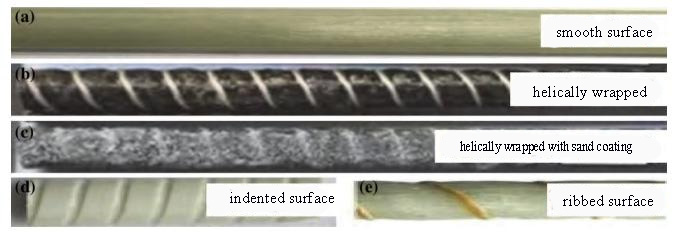 (a)
smooth surface
(b)
helically wrapped
(c)
helically wrapped with sand coating
(d)
indented surface
(e)
ribbed surface